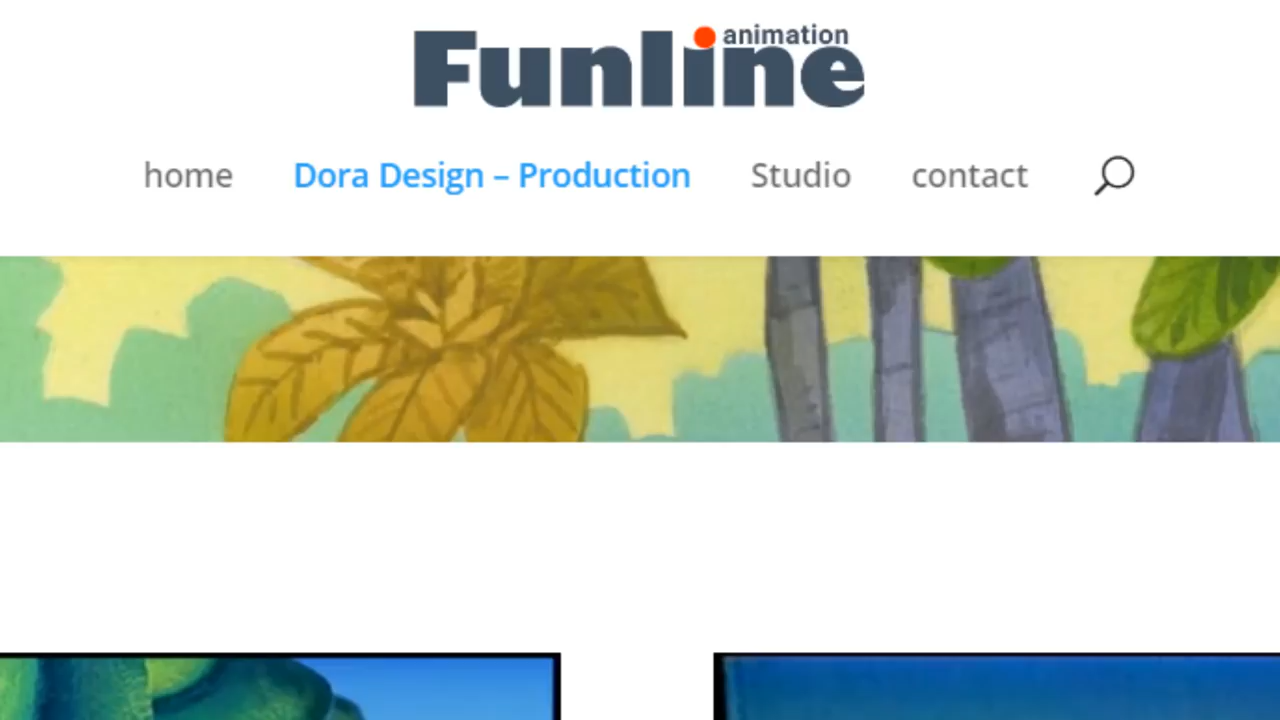 Funline animation
home Dora Design – Production Studio contact